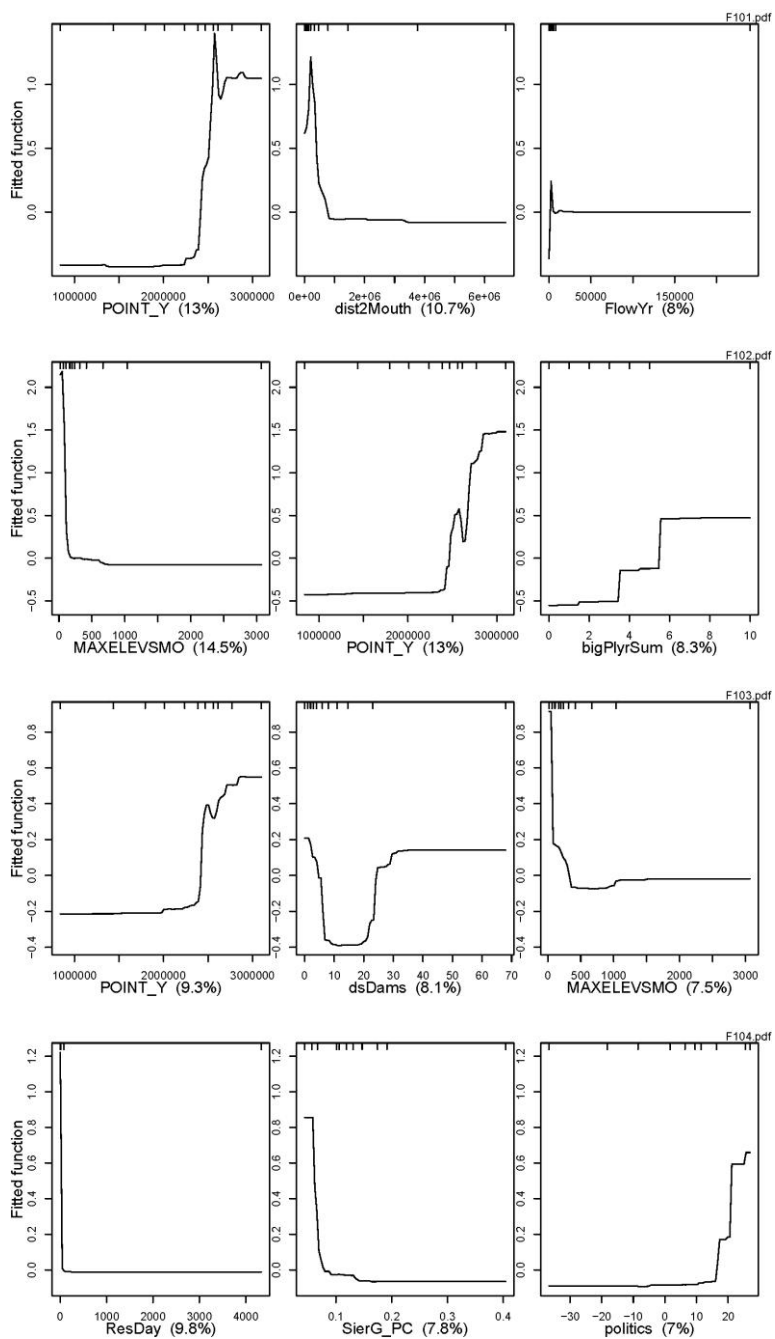 F101.pdf
Fitted function
0.0 0.5 1.0
0.0 0.5 1.0
0.0 0.5 1.0
1000000 2000000 3000000
0e+00 2e+06 4e+06 6e+06
0 50000 150000
POINT_Y (13%)
dist2Mouth (10.7%)
FlowYr (8%)
F102.pdf
Fitted function
-0.5 0.0 0.5 1.0 1.5 2.0
-0.5 0.0 0.5 1.0 1.5 2.0
-0.5 0.0 0.5 1.0 1.5 2.0
0 500 1000 2000 3000
1000000 2000000 3000000
0 2 4 6 8 10
MAXELEVSMO (14.5%)
POINT_Y (13%)
bigPlyrSum (8.3%)
F103.pdf
Fitted function
-0.4 -0.2 0.0 0.2 0.4 0.6 0.8
-0.4 -0.2 0.0 0.2 0.4 0.6 0.8
-0.4 -0.2 0.0 0.2 0.4 0.6 0.8
1000000 2000000 3000000
0 10 20 30 40 50 60 70
0 500 1000 2000 3000
POINT_Y (9.3%)
dsDams (8.1%)
MAXELEVSMO (7.5%)
F104.pdf
Fitted function
0.0 0.2 0.4 0.6 0.8 1.0 1.2
0.0 0.2 0.4 0.6 0.8 1.0 1.2
0.0 0.2 0.4 0.6 0.8 1.0 1.2
0 1000 2000 3000 4000
0.1 0.2 0.3 0.4
-30 -20 -10 0 10 20
ResDay (9.8%)
SierG_PC (7.8%)
politics (7%)